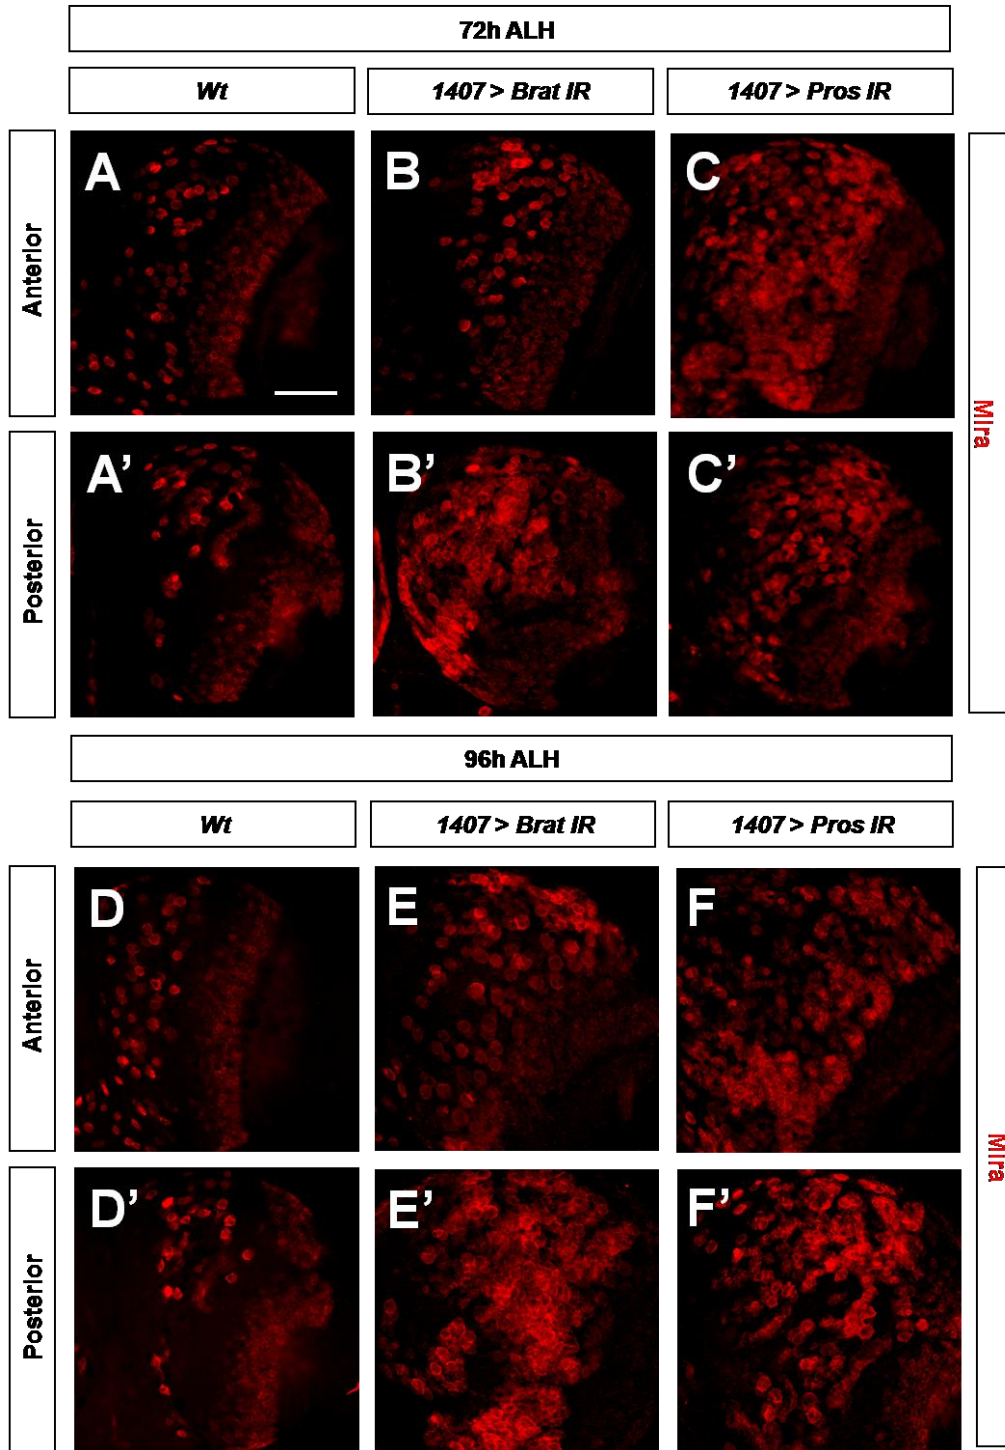 72h ALH
Wt
1407 > Brat IR
1407 > Pros IR
Anterior
A
B
C
Mira
Posterior
A’
B’
C’
96h ALH
Wt
1407 > Brat IR
1407 > Pros IR
Anterior
D
E
F
Mira
Posterior
D’
E’
F’